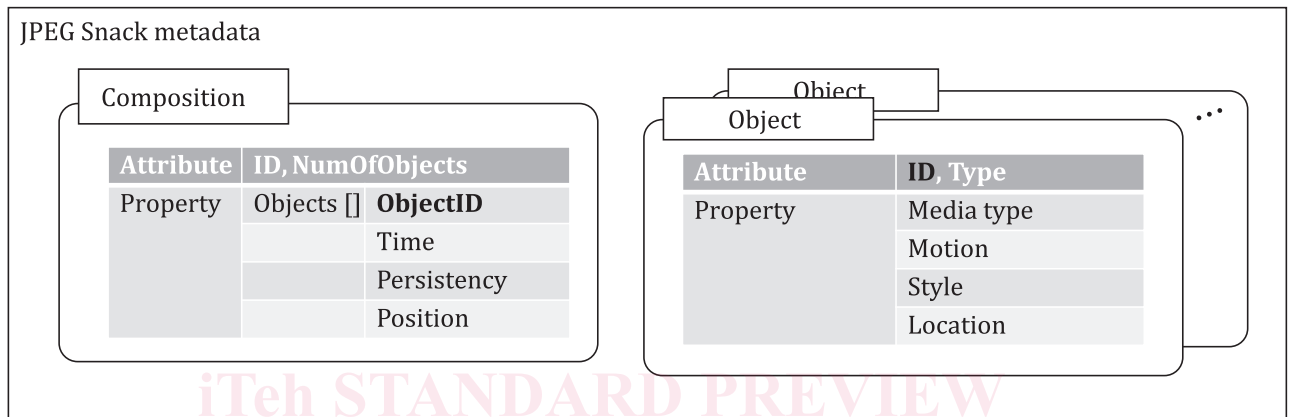 JPEG Snack metadata
Composition
Attribute ID, NumOfObjects
Property Objects [] ObjectID
Time
Persistency
Position
Object
Object
...
Attribute ID, Type
Property Media type
Motion
Style
Location
iTeh STANDARD PREVIEW